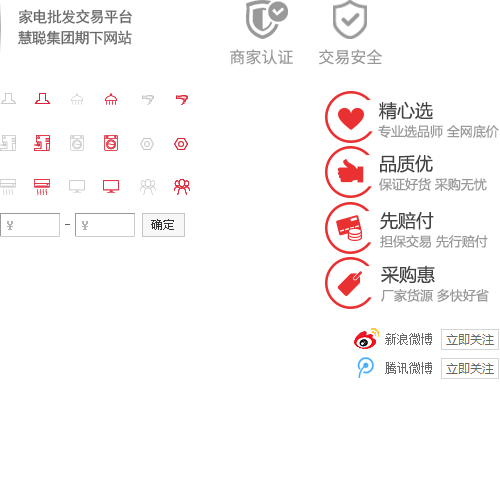 家电批发交易平台
慧聪集团期下网站
商家认证 交易安全
精心选
专业选品师 全网底价
品质优
保证好货 采购无忧
¥ - ¥ 确定
先赔付
担保交易 先行赔付
采购惠
厂家货源 多快好省
新浪微博 立即关注
腾讯微博 立即关注